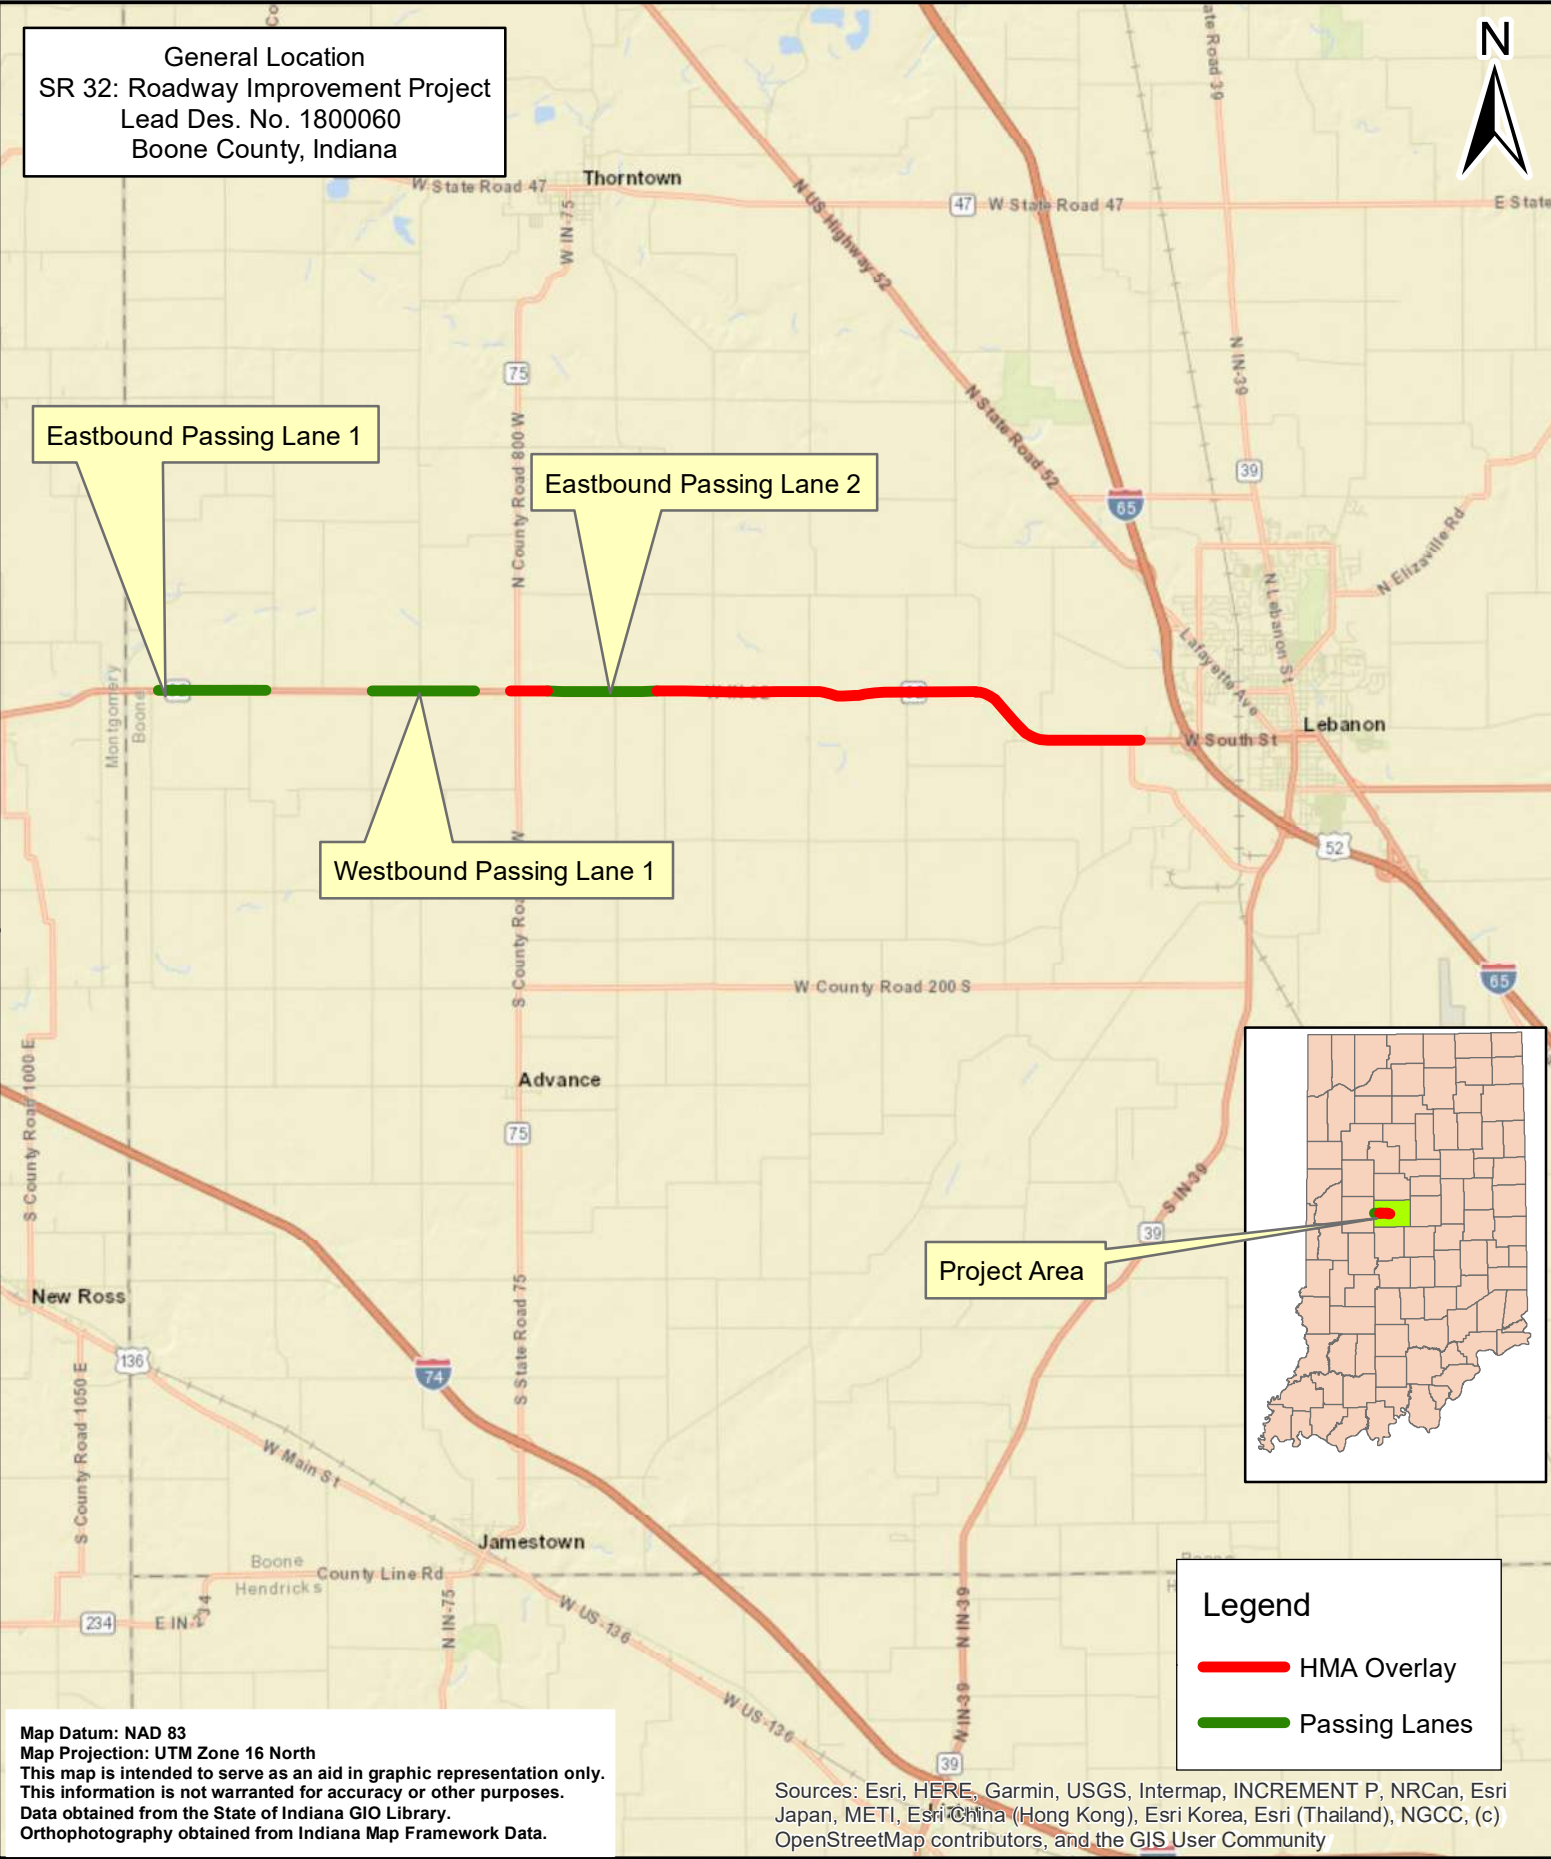 General Location
SR 32: Roadway Improvement Project
Lead Des. No. 1800060
Boone County, Indiana
N
Co
ate Road 39
W State Road 47
Thorntown
W IN-75
N US Highway 52
47
W State Road 47
E State
75
N IN-39
N State Road 52
N County Road 800 W
39
Eastbound Passing Lane 1
Eastbound Passing Lane 2
65
N Elizaville Rd
N Lebanon St
Lafayette Ave
Montgomery
Boone
W South St
Lebanon
52
Westbound Passing Lane 1
W
S County Roa
W County Road 200 S
65
S County Road 1000 E
Advance
75
S IN-39
39
Project Area
New Ross
136
S State Road 75
74
S County Road 1050 E
W Main St
Jamestown
Boone
Hendricks
County Line Rd
234
E IN-234
N IN-75
W US-136
N IN-39
N IN-39
W US-136
39
Legend
HMA Overlay
Passing Lanes
Map Datum: NAD 83
Map Projection: UTM Zone 16 North
This map is intended to serve as an aid in graphic representation only.
This information is not warranted for accuracy or other purposes.
Data obtained from the State of Indiana GIO Library.
Orthophotography obtained from Indiana Map Framework Data.
Sources: Esri, HERE, Garmin, USGS, Intermap, INCREMENT P, NRCan, Esri
Japan, METI, Esri China (Hong Kong), Esri Korea, Esri (Thailand), NGCC, (c)
OpenStreetMap contributors, and the GIS User Community